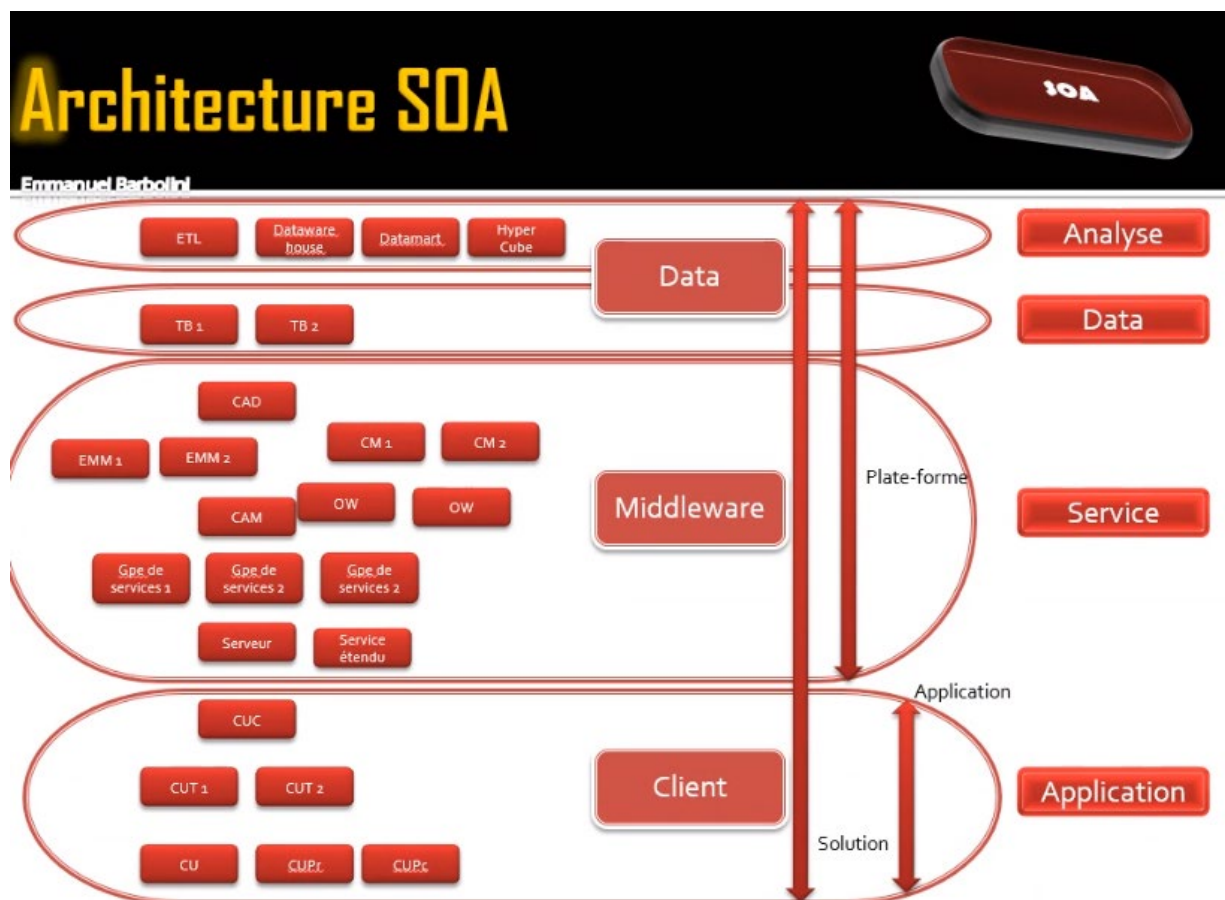 Architecture SOA
SOA
Emmanuel Barbolini
ETL
Dataware
house
Datamart
Hyper
Cube
Data
Analyse
TB 1
TB 2
Data
CAD
EMM 1
EMM 2
CM 1
CM 2
CAM
OW
OW
Middleware
Plate-forme
Service
Gpe de
services 1
Gpe de
services 2
Gpe de
services 2
Serveur
Service
étendu
Application
CUC
CUT 1
CUT 2
Client
Application
Solution
CU
CUPr
CUPc